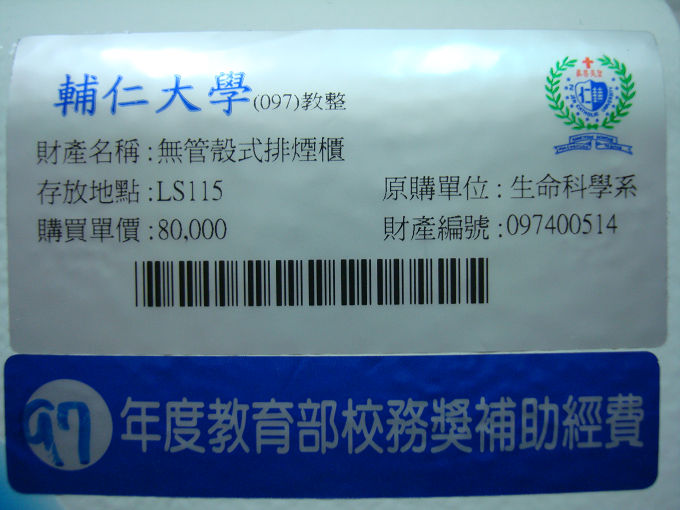 輔仁大學(097)教整
財產名稱:無管殼式排煙櫃
存放地點:LS115 原購單位:生命科學系
購買單價:80,000 財產編號:097400514
97年度教育部校務獎補助經費